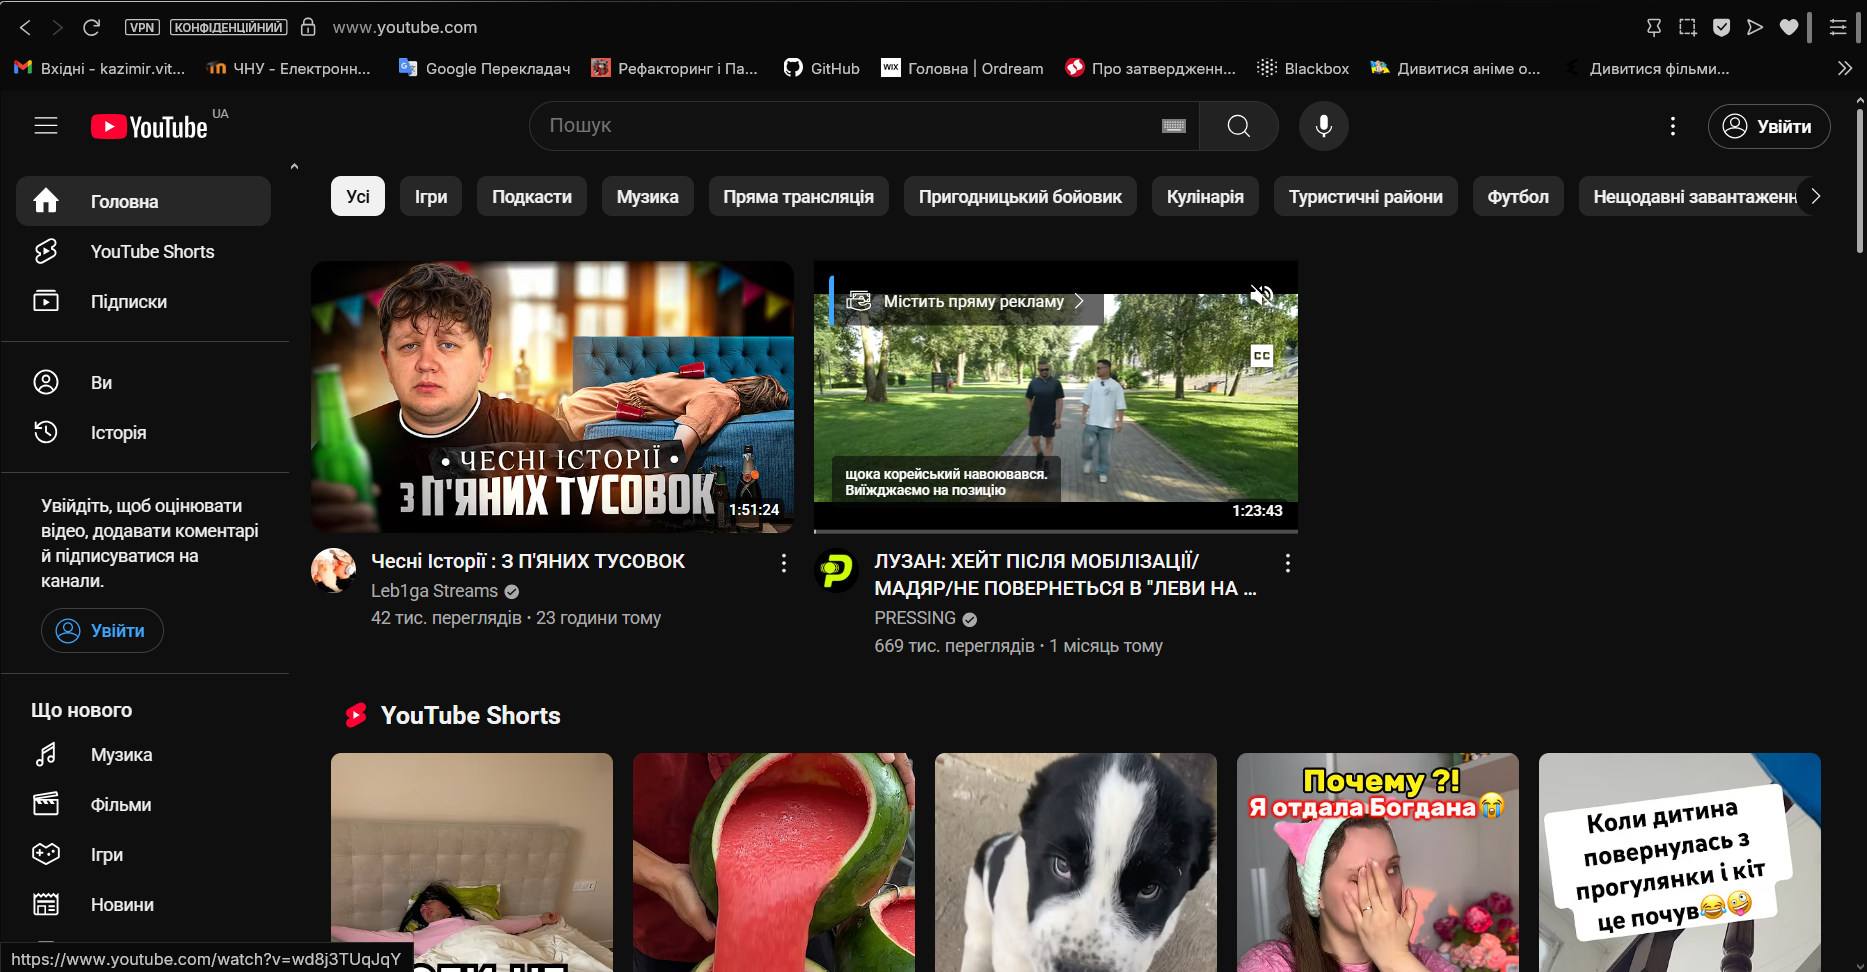 VPN КОНФІДЕНЦІЙНИЙ www.youtube.com
Вхідні - kazimir.vit... ЧНУ - Електронн... Google Перекладач Рефакторинг і Па... GitHub WIX Головна | Ordream Про затвердженн... Blackbox Дивитися аніме о... Дивитися фільми...
YouTube UA
Пошук
Увійти
Головна
YouTube Shorts
Підписки
Ви
Історія
Увійдіть, щоб оцінювати
відео, додавати коментарі
й підписуватися на
канали.
Увійти
Що нового
Музика
Фільми
Ігри
Новини
Усі Ігри Подкасти Музика Пряма трансляція Пригодницький бойовик Кулінарія Туристичні райони Футбол Нещодавні завантаженн
• ЧЕСНІ ІСТОРІЇ •
З П'ЯНИХ ТУСОВОК
1:51:24
Чесні Історії : З П'ЯНИХ ТУСОВОК
Leb1ga Streams
42 тис. переглядів • 23 години тому
Містить пряму рекламу
CC
щока корейський навоювався.
Виїжджаємо на позицію
1:23:43
ЛУЗАН: ХЕЙТ ПІСЛЯ МОБІЛІЗАЦІЇ/
МАДЯР/НЕ ПОВЕРНЕТЬСЯ В "ЛЕВИ НА ...
PRESSING
669 тис. переглядів • 1 місяць тому
YouTube Shorts
Почему ?!
Я отдала Богдана
Коли дитина
повернулась з
прогулянки і кіт
це почув
https://www.youtube.com/watch?v=wd8j3TUqJqY